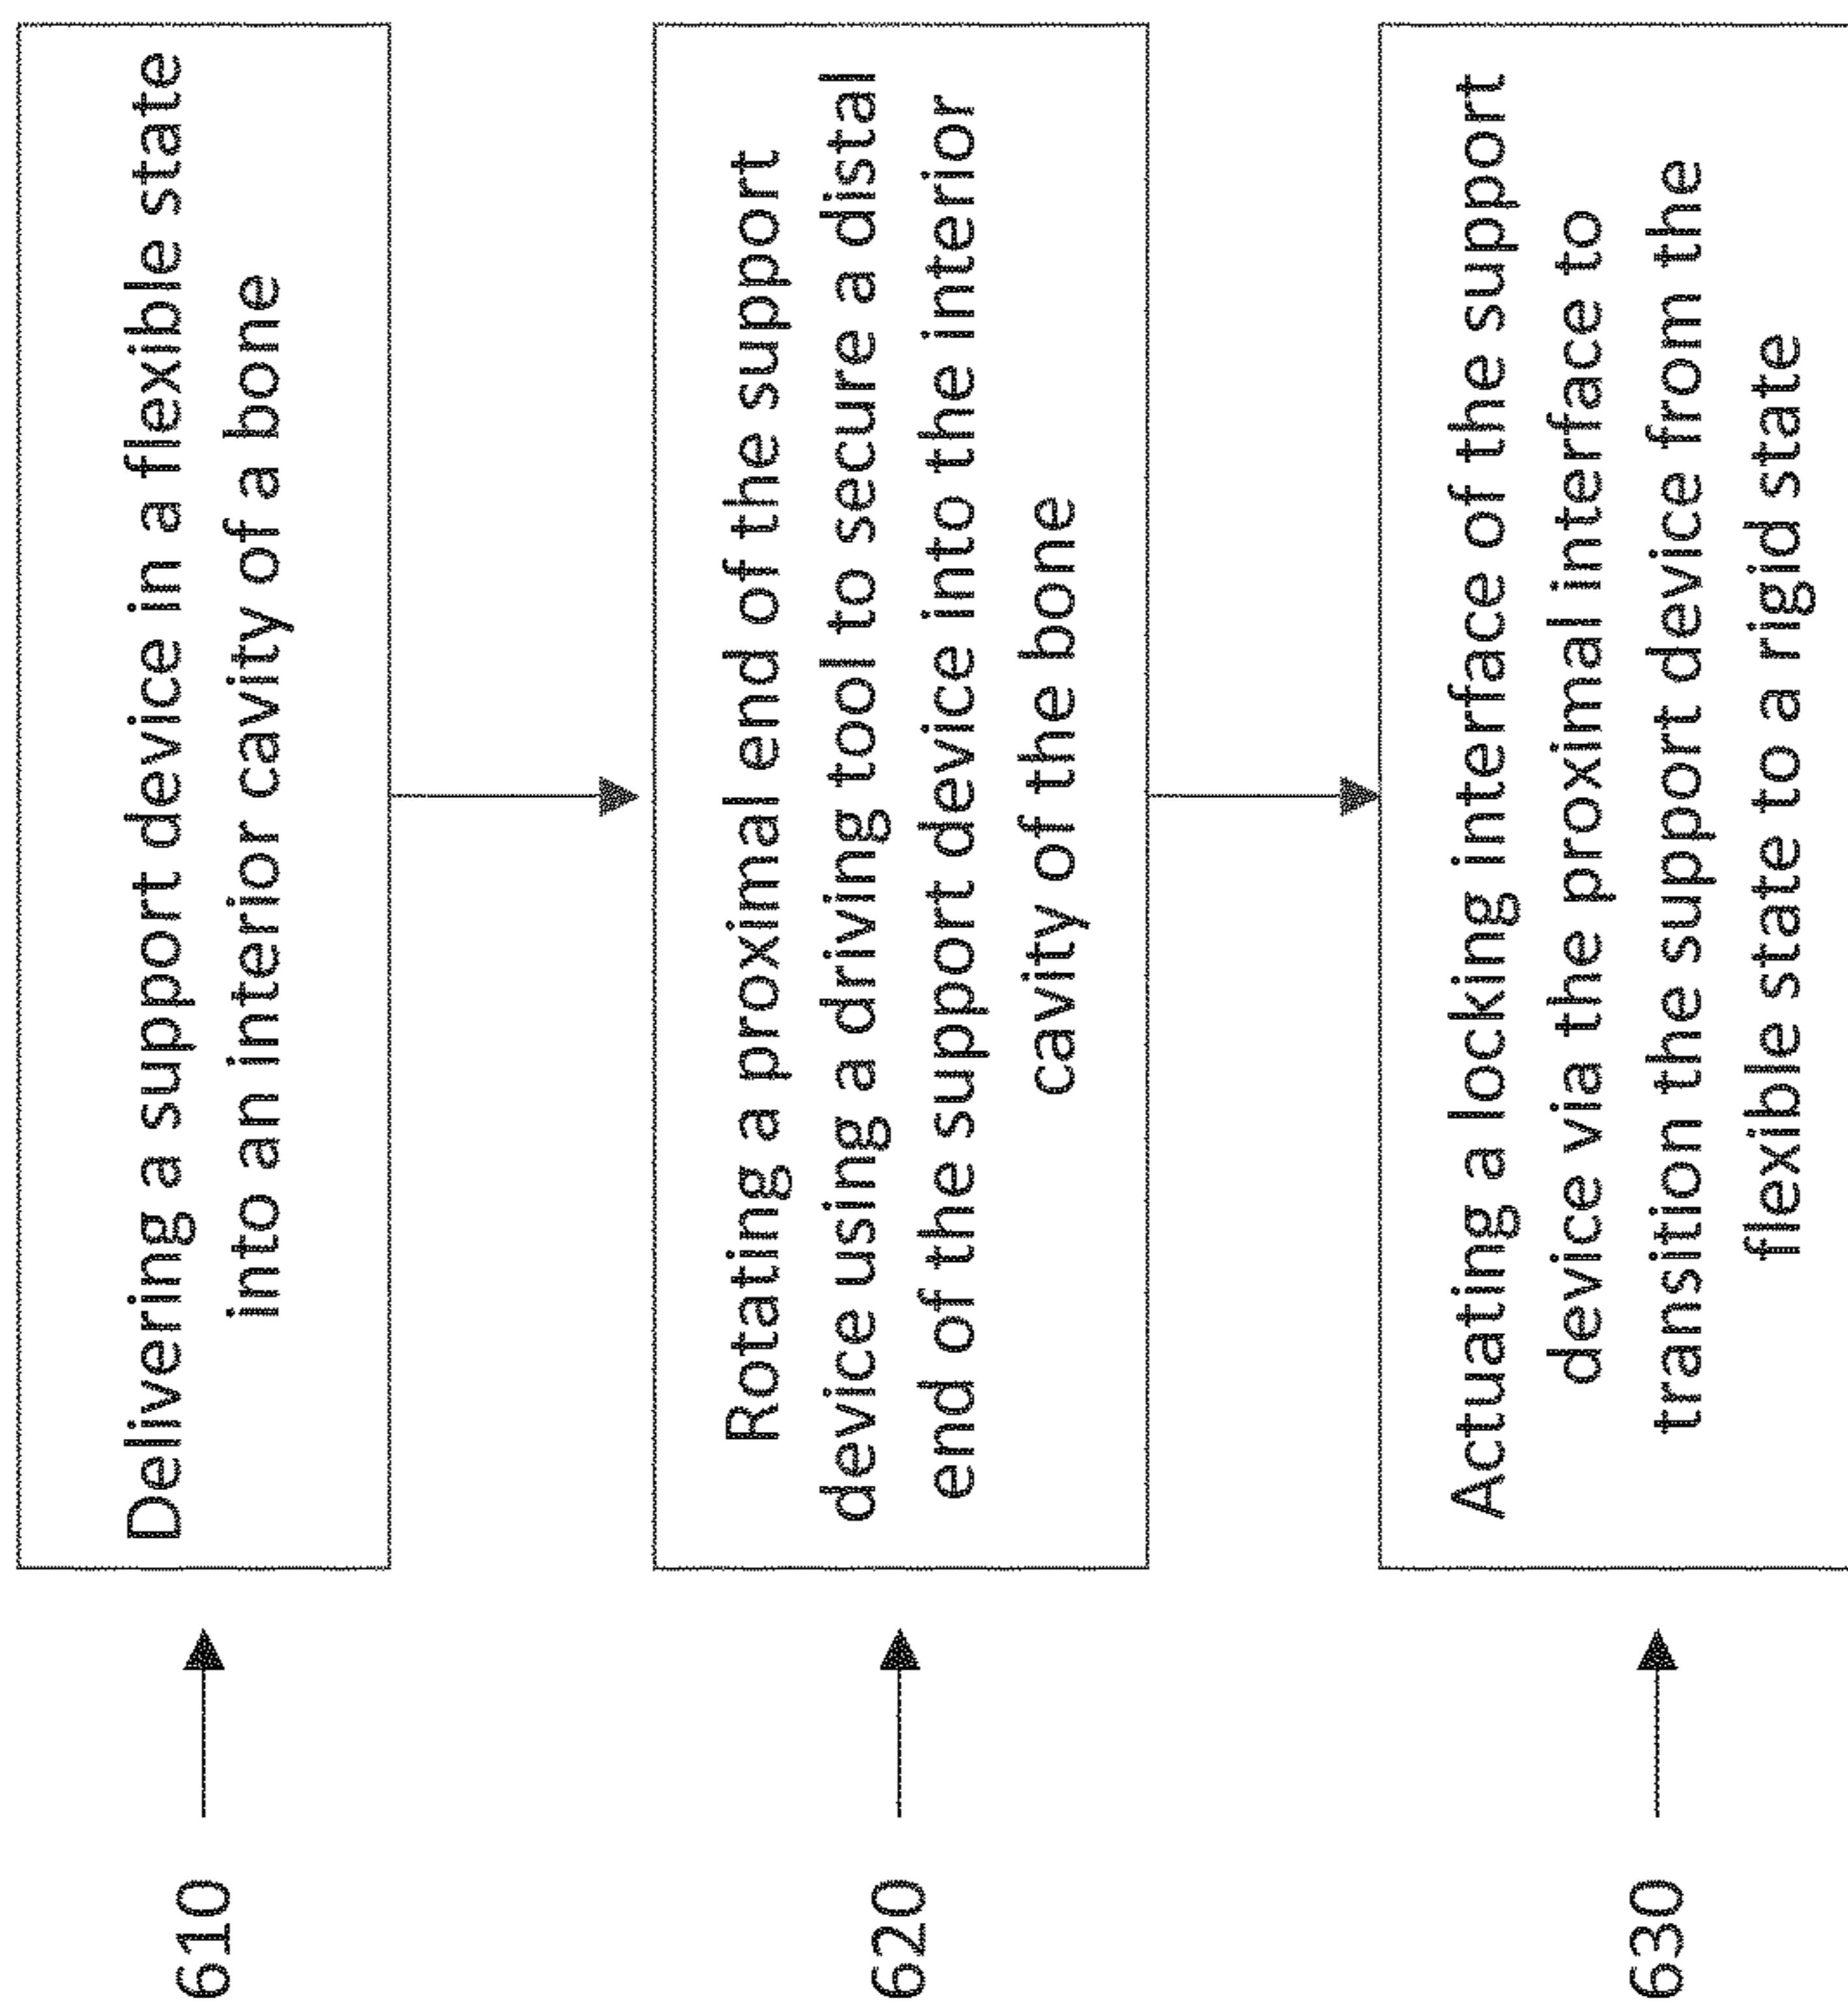 610
Delivering a support device in a flexible state
into an interior cavity of a bone
620
Rotating a proximal end of the support
device using a driving tool to secure a distal
end of the support device into the interior
cavity of the bone
630
Actuating a locking interface of the support
device via the proximal interface to
transition the support device from the
flexible state to a rigid state